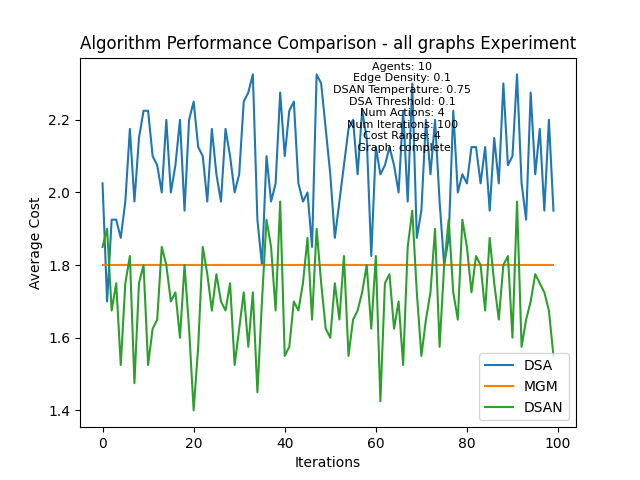 Algorithm Performance Comparison - all graphs Experiment
Agents: 10
Edge Density: 0.1
DSAN Temperature: 0.75
DSA Threshold: 0.1
Num Actions: 4
Num Iterations: 100
Cost Range: 4
Graph: complete
Average Cost
2.2
2.0
1.8
1.6
1.4
0
20
40
60
80
100
Iterations
DSA
MGM
DSAN